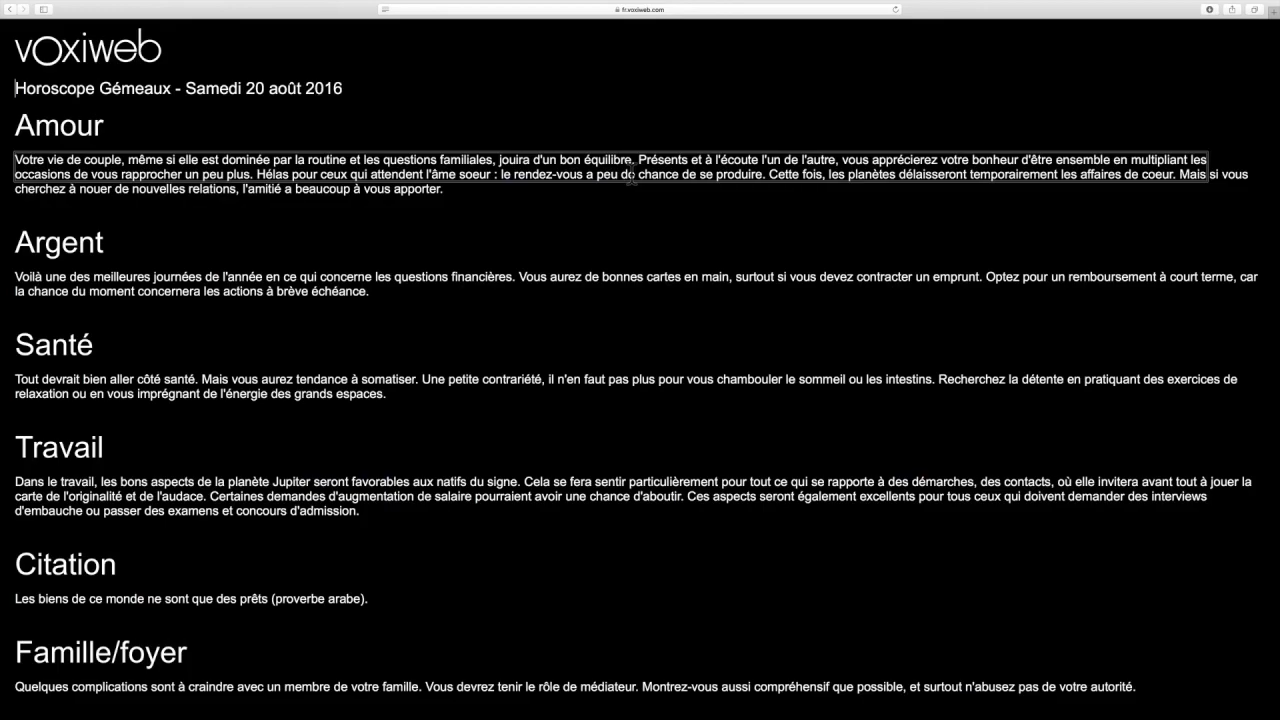 fr.voxiweb.com
voxiweb
Horoscope Gémeaux - Samedi 20 août 2016
Amour
Votre vie de couple, même si elle est dominée par la routine et les questions familiales, jouira d'un bon équilibre. Présents et à l'écoute l'un de l'autre, vous apprécierez votre bonheur d'être ensemble en multipliant les
occasions de vous rapprocher un peu plus. Hélas pour ceux qui attendent l'âme soeur : le rendez-vous a peu de chance de se produire. Cette fois, les planètes délaisseront temporairement les affaires de coeur. Mais si vous
cherchez à nouer de nouvelles relations, l'amitié a beaucoup à vous apporter.
Argent
Voilà une des meilleures journées de l'année en ce qui concerne les questions financières. Vous aurez de bonnes cartes en main, surtout si vous devez contracter un emprunt. Optez pour un remboursement à court terme, car
la chance du moment concernera les actions à brève échéance.
Santé
Tout devrait bien aller côté santé. Mais vous aurez tendance à somatiser. Une petite contrariété, il n'en faut pas plus pour vous chambouler le sommeil ou les intestins. Recherchez la détente en pratiquant des exercices de
relaxation ou en vous imprégnant de l'énergie des grands espaces.
Travail
Dans le travail, les bons aspects de la planète Jupiter seront favorables aux natifs du signe. Cela se fera sentir particulièrement pour tout ce qui se rapporte à des démarches, des contacts, où elle invitera avant tout à jouer la
carte de l'originalité et de l'audace. Certaines demandes d'augmentation de salaire pourraient avoir une chance d'aboutir. Ces aspects seront également excellents pour tous ceux qui doivent demander des interviews
d'embauche ou passer des examens et concours d'admission.
Citation
Les biens de ce monde ne sont que des prêts (proverbe arabe).
Famille/foyer
Quelques complications sont à craindre avec un membre de votre famille. Vous devrez tenir le rôle de médiateur. Montrez-vous aussi compréhensif que possible, et surtout n'abusez pas de votre autorité.